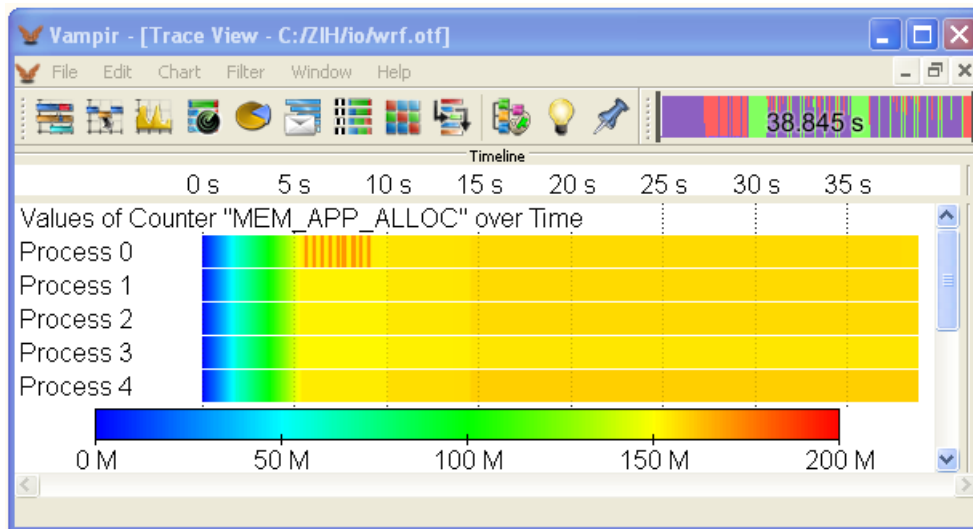 Vampir - [Trace View - C:/ZIH/io/wrf.otf]
File Edit Chart Filter Window Help
38.845 s
Timeline
0 s 5 s 10 s 15 s 20 s 25 s 30 s 35 s
Values of Counter "MEM_APP_ALLOC" over Time
Process 0
Process 1
Process 2
Process 3
Process 4
0 M 50 M 100 M 150 M 200 M